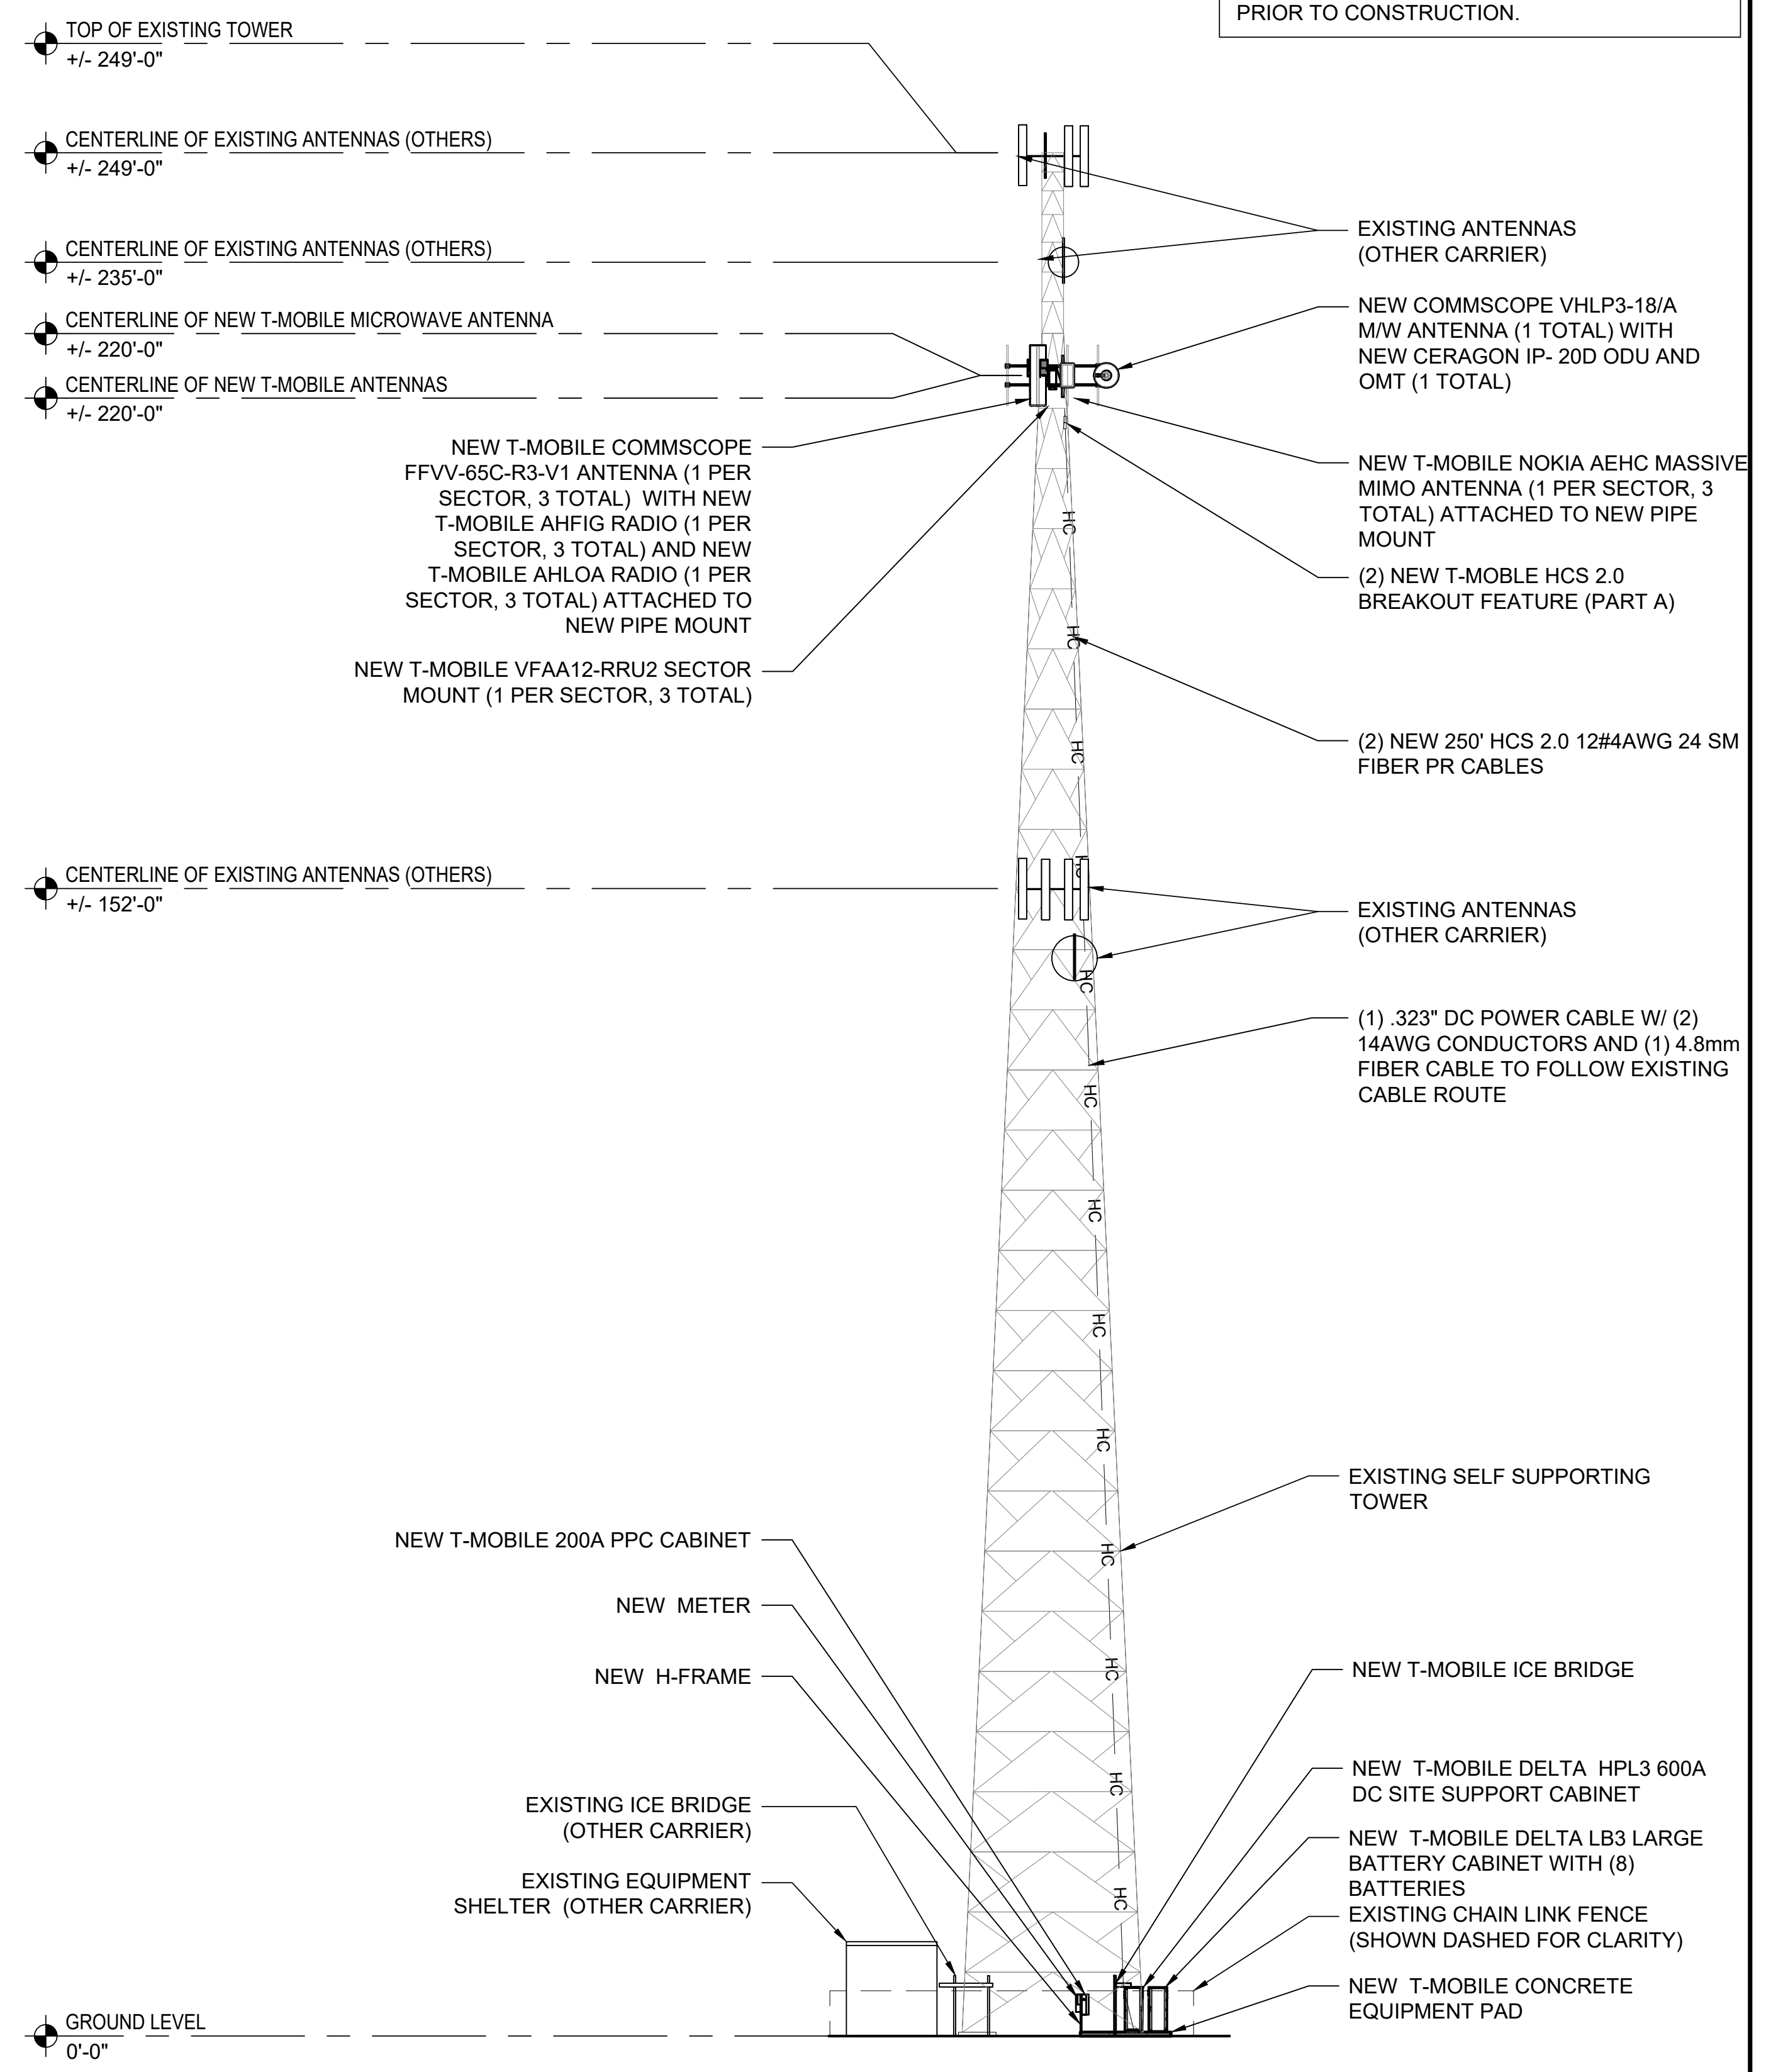 PRIOR TO CONSTRUCTION.
TOP OF EXISTING TOWER
+/- 249'-0"
CENTERLINE OF EXISTING ANTENNAS (OTHERS)
+/- 249'-0"
CENTERLINE OF EXISTING ANTENNAS (OTHERS)
+/- 235'-0"
CENTERLINE OF NEW T-MOBILE MICROWAVE ANTENNA
+/- 220'-0"
CENTERLINE OF NEW T-MOBILE ANTENNAS
+/- 220'-0"
NEW T-MOBILE COMMSCOPE
FFVV-65C-R3-V1 ANTENNA (1 PER
SECTOR, 3 TOTAL) WITH NEW
T-MOBILE AHFIG RADIO (1 PER
SECTOR, 3 TOTAL) AND NEW
T-MOBILE AHLOA RADIO (1 PER
SECTOR, 3 TOTAL) ATTACHED TO
NEW PIPE MOUNT
NEW T-MOBILE VFAA12-RRU2 SECTOR
MOUNT (1 PER SECTOR, 3 TOTAL)
CENTERLINE OF EXISTING ANTENNAS (OTHERS)
+/- 152'-0"
NEW T-MOBILE 200A PPC CABINET
NEW METER
NEW H-FRAME
EXISTING ICE BRIDGE
(OTHER CARRIER)
EXISTING EQUIPMENT
SHELTER (OTHER CARRIER)
GROUND LEVEL
0'-0"
HC
HC
HC
HC
HC
HC
HC
HC
HC
HC
HC
HC
HC
EXISTING ANTENNAS
(OTHER CARRIER)
NEW COMMSCOPE VHLP3-18/A
M/W ANTENNA (1 TOTAL) WITH
NEW CERAGON IP- 20D ODU AND
OMT (1 TOTAL)
NEW T-MOBILE NOKIA AEHC MASSIVE
MIMO ANTENNA (1 PER SECTOR, 3
TOTAL) ATTACHED TO NEW PIPE
MOUNT
(2) NEW T-MOBLE HCS 2.0
BREAKOUT FEATURE (PART A)
(2) NEW 250' HCS 2.0 12#4AWG 24 SM
FIBER PR CABLES
EXISTING ANTENNAS
(OTHER CARRIER)
(1) .323" DC POWER CABLE W/ (2)
14AWG CONDUCTORS AND (1) 4.8mm
FIBER CABLE TO FOLLOW EXISTING
CABLE ROUTE
EXISTING SELF SUPPORTING
TOWER
NEW T-MOBILE ICE BRIDGE
NEW T-MOBILE DELTA HPL3 600A
DC SITE SUPPORT CABINET
NEW T-MOBILE DELTA LB3 LARGE
BATTERY CABINET WITH (8)
BATTERIES
EXISTING CHAIN LINK FENCE
(SHOWN DASHED FOR CLARITY)
NEW T-MOBILE CONCRETE
EQUIPMENT PAD